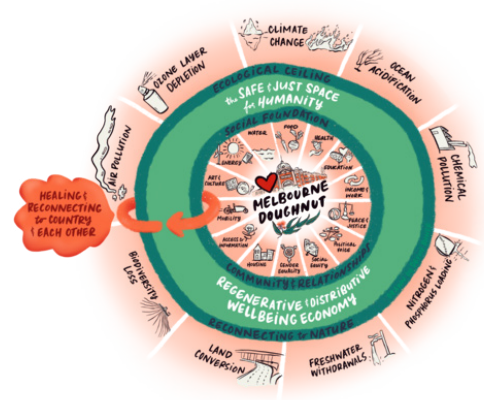 CLIMATE
CHANGE
OCEAN
ACIDIFICATION
CHEMICAL
POLLUTION
NITROGEN &
PHOSPHORUS LOADING
FRESHWATER
WITHDRAWALS
LAND
CONVERSION
BIODIVERSITY
LOSS
AIR POLLUTION
OZONE LAYER
DEPLETION
HEALING &
RECONNECTING
to COUNTRY
& EACH OTHER
ECOLOGICAL CEILING
the SAFE & JUST SPACE
for HUMANITY
SOCIAL FOUNDATION
WATER
FOOD
HEALTH
EDUCATION
INCOME &
WORK
PEACE &
JUSTICE
POLITICAL
VOICE
SOCIAL
EQUITY
GENDER
EQUALITY
HOUSING
ACCESS to
INFORMATION
MOBILITY
ART &
CULTURE
ENERGY
MELBOURNE
DOUGHNUT
COMMUNITY & RELATIONSHIPS
REGENERATIVE & DISTRIBUTIVE
WELLBEING ECONOMY
RECONNECTING to NATURE